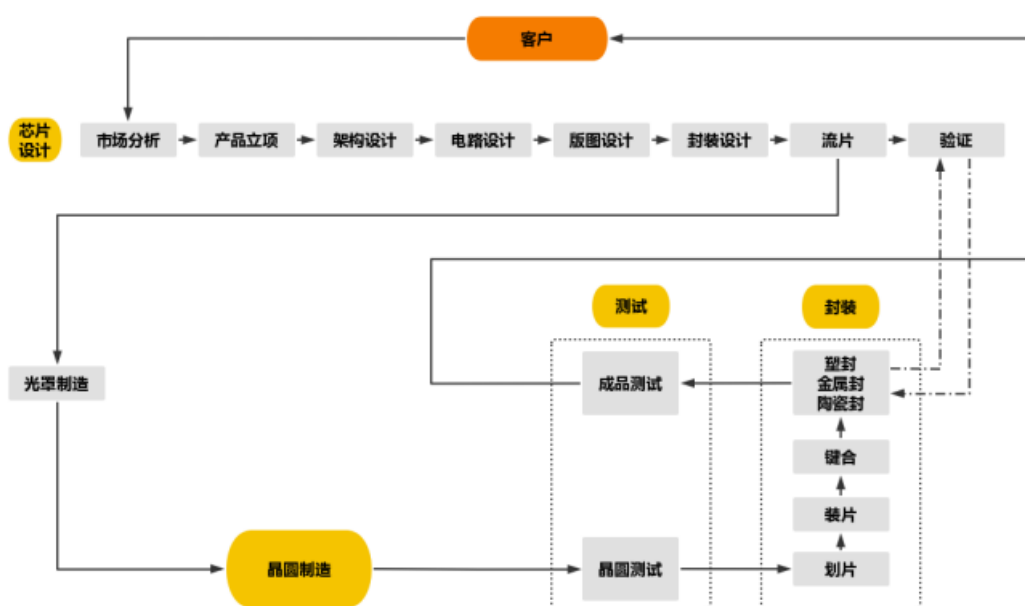 客户
芯片
设计
市场分析
产品立项
架构设计
电路设计
版图设计
封装设计
流片
验证
测试
封装
光罩制造
成品测试
塑封
金属封
陶瓷封
键合
装片
晶圆制造
晶圆测试
划片